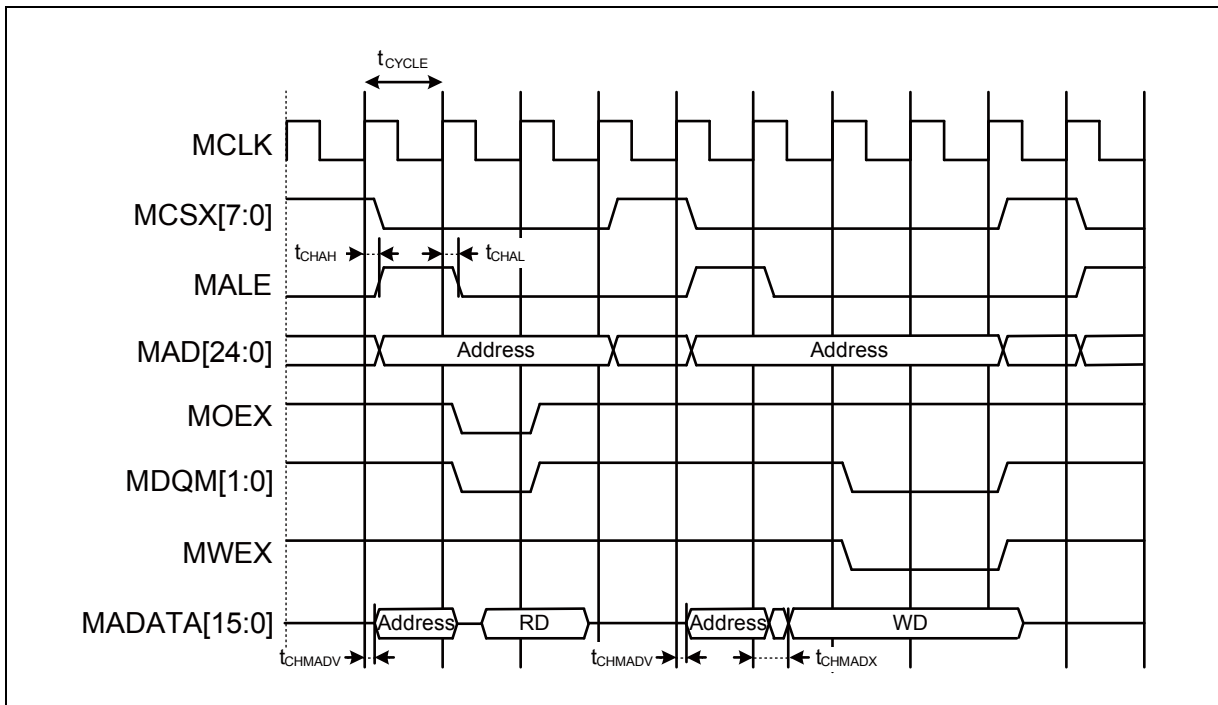 tCYCLE
MCLK
MCSX[7:0]
tCHAH tCHAL
MALE
MAD[24:0] Address Address
MOEX
MDQM[1:0]
MWEX
MADATA[15:0] Address RD Address WD
tCHMADV tCHMADV tCHMADX